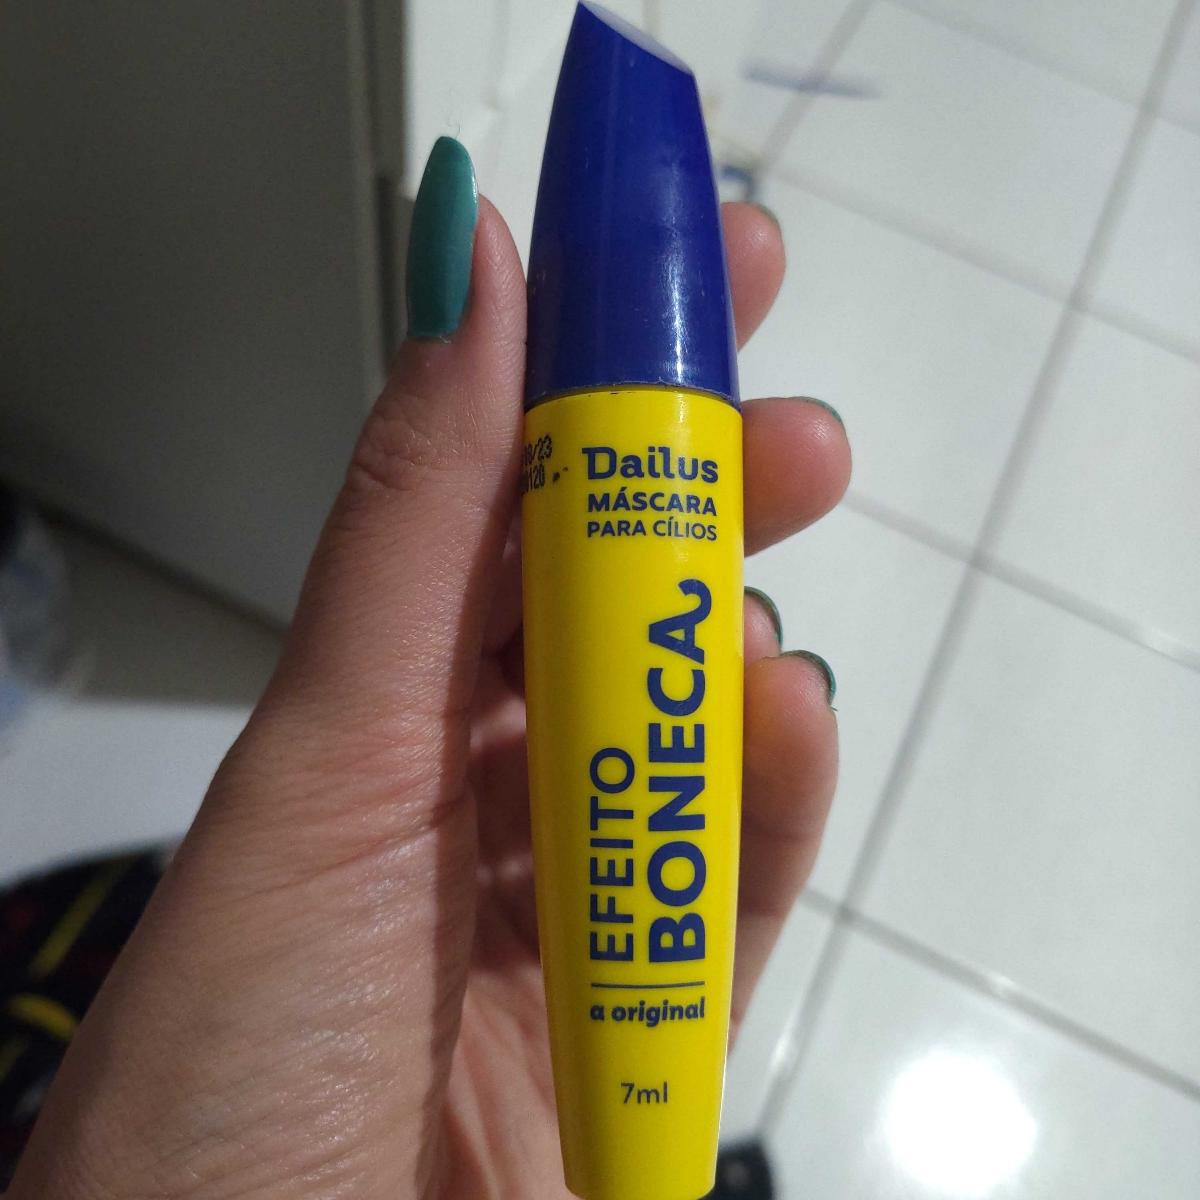 Dailus
MÁSCARA
PARA CÍLIOS
EFEITO
BONECA
a original
7ml